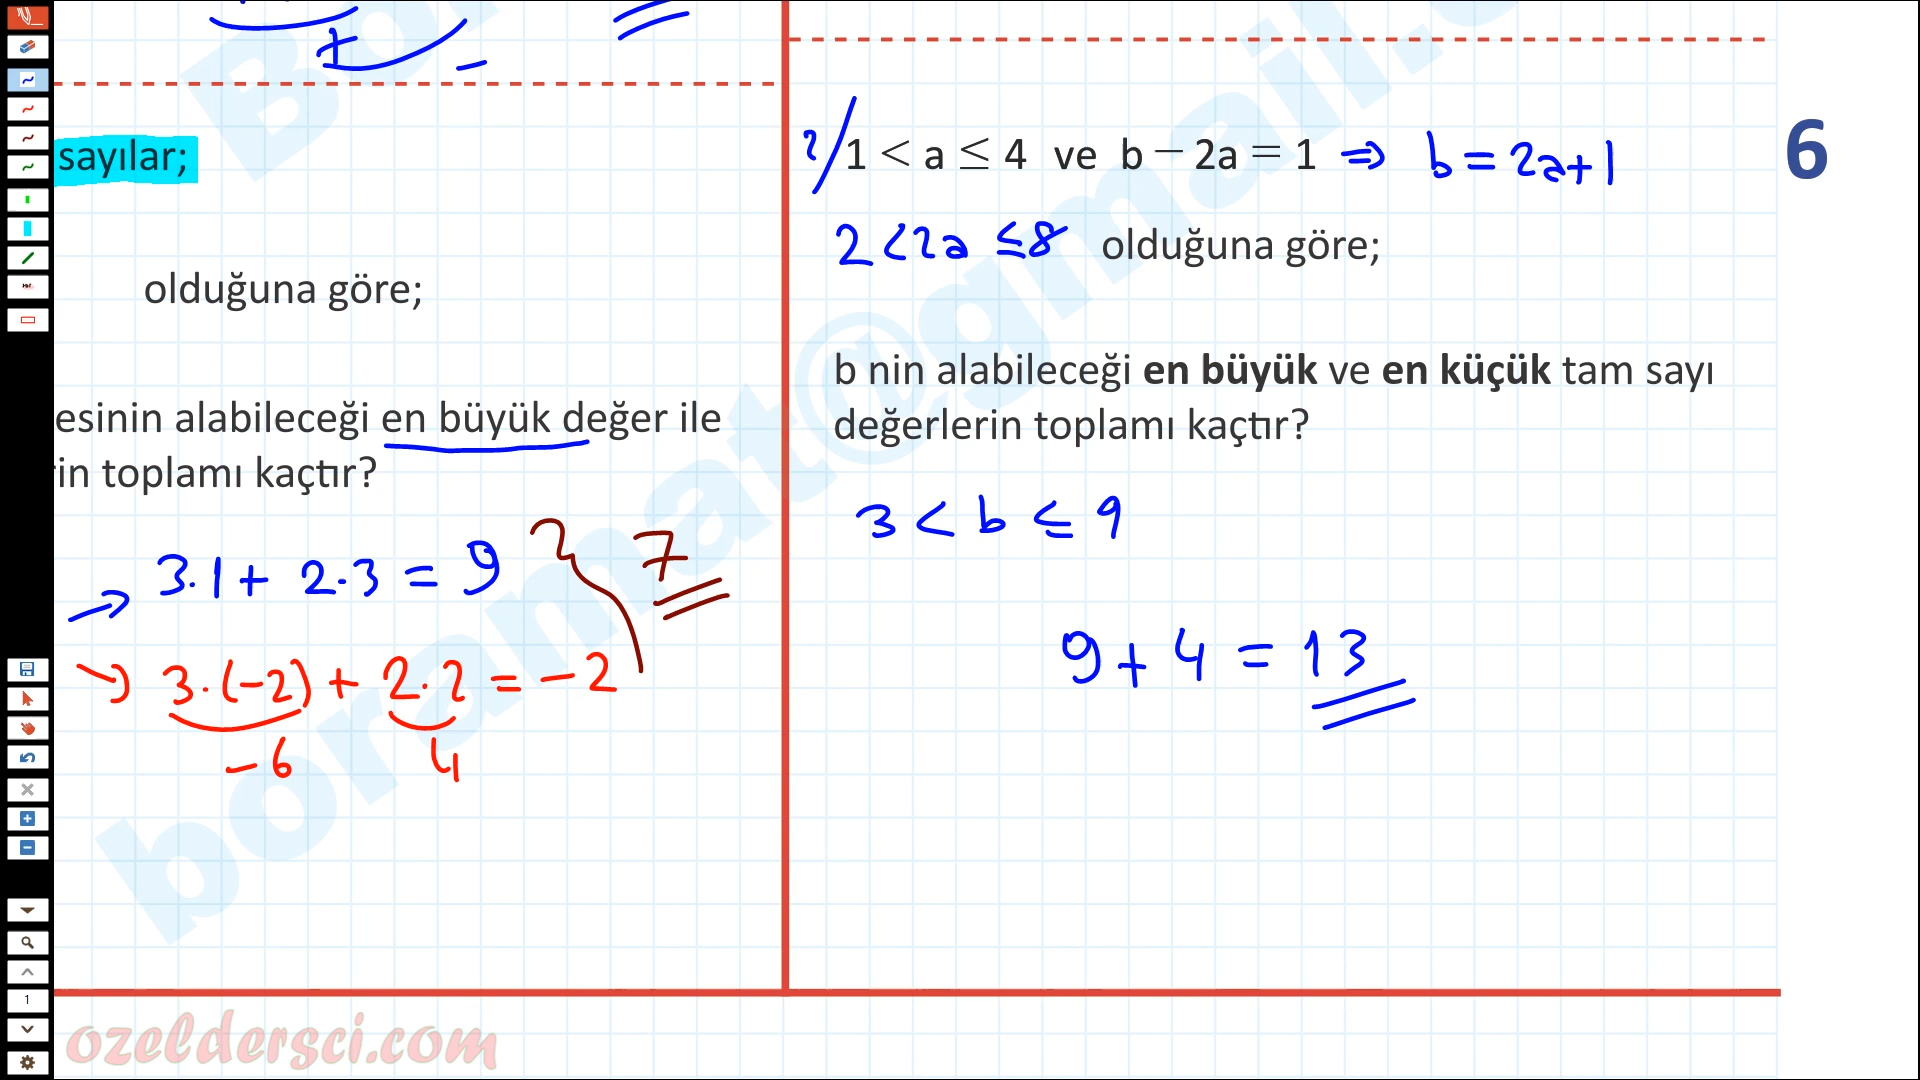 sayılar;
olduğuna göre;
esinin alabileceği en büyük değer ile
in toplamı kaçtır?
→ 3.1 + 2.3 = 9
7
→ 3.(-2) + 2.2 = -2
-6 4
2/ 1 < a ≤ 4 ve b − 2a = 1 ⇒ b = 2a+1
6
2 < 2a ≤ 8 olduğuna göre;
b nin alabileceği en büyük ve en küçük tam sayı
değerlerin toplamı kaçtır?
3 < b ≤ 9
9 + 4 = 13
boramat@gmail.
ozeldersci.com
1